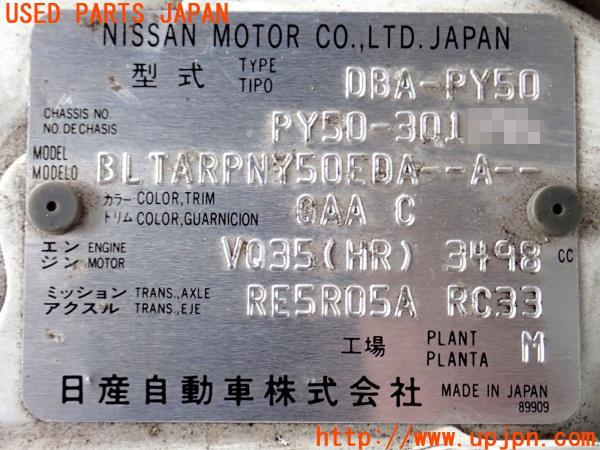 USED PARTS JAPAN
NISSAN MOTOR CO.,LTD. JAPAN
型式 TYPE TIPO DBA-PY50
CHASSIS NO. NO. DE CHASIS PY50-301
MODEL MODELO BLTARPNY50EDA--A--
カラー COLOR, TRIM トリム COLOR, GUARNICION GAA C
エンジン ENGINE MOTOR VQ35(HR) 3498 CC
ミッション TRANS., AXLE アクスル TRANS., EJE RE5R05A RC33
工場 PLANT PLANTA M
日産自動車株式会社 MADE IN JAPAN
89909
http://www.upjpn.com